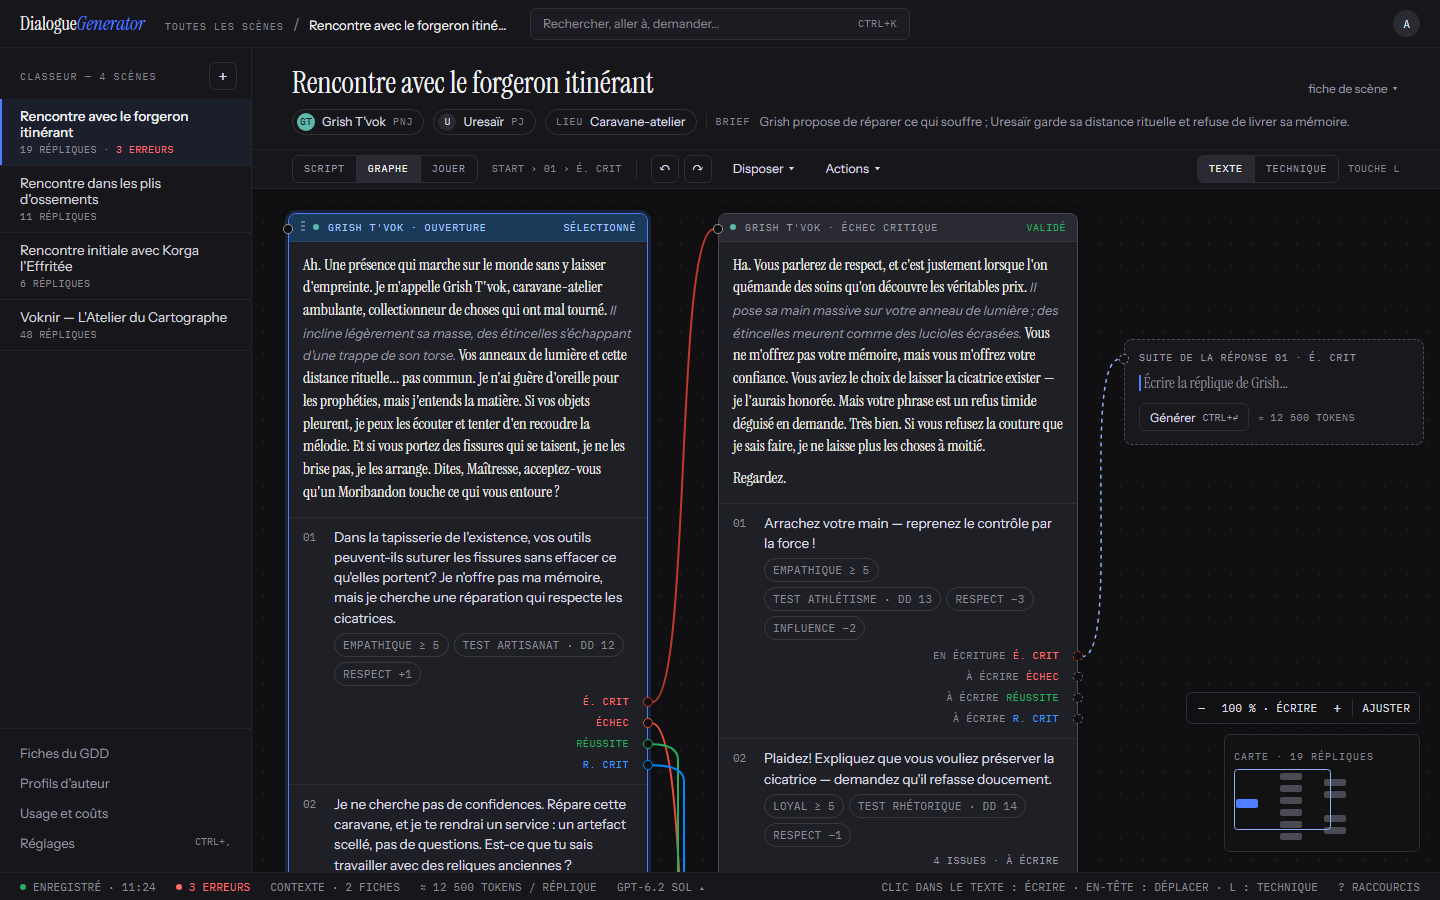 DialogueGenerator
TOUTES LES SCÈNES / Rencontre avec le forgeron itiné…
Rechercher, aller à, demander… CTRL+K
A
CLASSEUR — 4 SCÈNES +
Rencontre avec le forgeron
itinérant
19 RÉPLIQUES · 3 ERREURS
Rencontre dans les plis
d'ossements
11 RÉPLIQUES
Rencontre initiale avec Korga
l'Effritée
6 RÉPLIQUES
Voknir — L'Atelier du Cartographe
48 RÉPLIQUES
Fiches du GDD
Profils d'auteur
Usage et coûts
Réglages CTRL+,
Rencontre avec le forgeron itinérant
fiche de scène ▾
GT Grish T'vok PNJ
U Uresaïr PJ
LIEU Caravane-atelier
BRIEF Grish propose de réparer ce qui souffre ; Uresaïr garde sa distance rituelle et refuse de livrer sa mémoire.
SCRIPT GRAPHE JOUER
START › 01 › É. CRIT
↶ ↷
Disposer ▾
Actions ▾
TEXTE TECHNIQUE TOUCHE L
GRISH T'VOK · OUVERTURE SÉLECTIONNÉ
Ah. Une présence qui marche sur le monde sans y laisser
d'empreinte. Je m'appelle Grish T'vok, caravane-atelier
ambulante, collectionneur de choses qui ont mal tourné. //
incline légèrement sa masse, des étincelles s'échappant
d'une trappe de son torse. Vos anneaux de lumière et cette
distance rituelle… pas commun. Je n'ai guère d'oreille pour
les prophéties, mais j'entends la matière. Si vos objets
pleurent, je peux les écouter et tenter d'en recoudre la
mélodie. Et si vous portez des fissures qui se taisent, je ne les
brise pas, je les arrange. Dites, Maîtresse, acceptez-vous
qu'un Moribandon touche ce qui vous entoure ?
01 Dans la tapisserie de l'existence, vos outils
peuvent-ils suturer les fissures sans effacer ce
qu'elles portent? Je n'offre pas ma mémoire,
mais je cherche une réparation qui respecte les
cicatrices.
EMPATHIQUE ≥ 5 TEST ARTISANAT · DD 12
RESPECT +1
É. CRIT
ÉCHEC
RÉUSSITE
R. CRIT
02 Je ne cherche pas de confidences. Répare cette
caravane, et je te rendrai un service : un artefact
scellé, pas de questions. Est-ce que tu sais
travailler avec des reliques anciennes ?
GRISH T'VOK · ÉCHEC CRITIQUE VALIDÉ
Ha. Vous parlerez de respect, et c'est justement lorsque l'on
quémande des soins qu'on découvre les véritables prix. //
pose sa main massive sur votre anneau de lumière ; des
étincelles meurent comme des lucioles écrasées. Vous
ne m'offrez pas votre mémoire, mais vous m'offrez votre
confiance. Vous aviez le choix de laisser la cicatrice exister —
je l'aurais honorée. Mais votre phrase est un refus timide
déguisé en demande. Très bien. Si vous refusez la couture que
je sais faire, je ne laisse plus les choses à moitié.
Regardez.
01 Arrachez votre main — reprenez le contrôle par
la force !
EMPATHIQUE ≥ 5
TEST ATHLÉTISME · DD 13 RESPECT −3
INFLUENCE −2
EN ÉCRITURE É. CRIT
À ÉCRIRE ÉCHEC
À ÉCRIRE RÉUSSITE
À ÉCRIRE R. CRIT
02 Plaidez! Expliquez que vous vouliez préserver la
cicatrice — demandez qu'il refasse doucement.
LOYAL ≥ 5 TEST RHÉTORIQUE · DD 14
RESPECT −1
4 ISSUES · À ÉCRIRE
SUITE DE LA RÉPONSE 01 · É. CRIT
Écrire la réplique de Grish…
Générer CTRL+↵ ≈ 12 500 TOKENS
− 100 % · ÉCRIRE + AJUSTER
CARTE · 19 RÉPLIQUES
ENREGISTRÉ · 11:24
3 ERREURS
CONTEXTE · 2 FICHES
≈ 12 500 TOKENS / RÉPLIQUE
GPT-6.2 SOL ▴
CLIC DANS LE TEXTE : ÉCRIRE · EN-TÊTE : DÉPLACER · L : TECHNIQUE
? RACCOURCIS